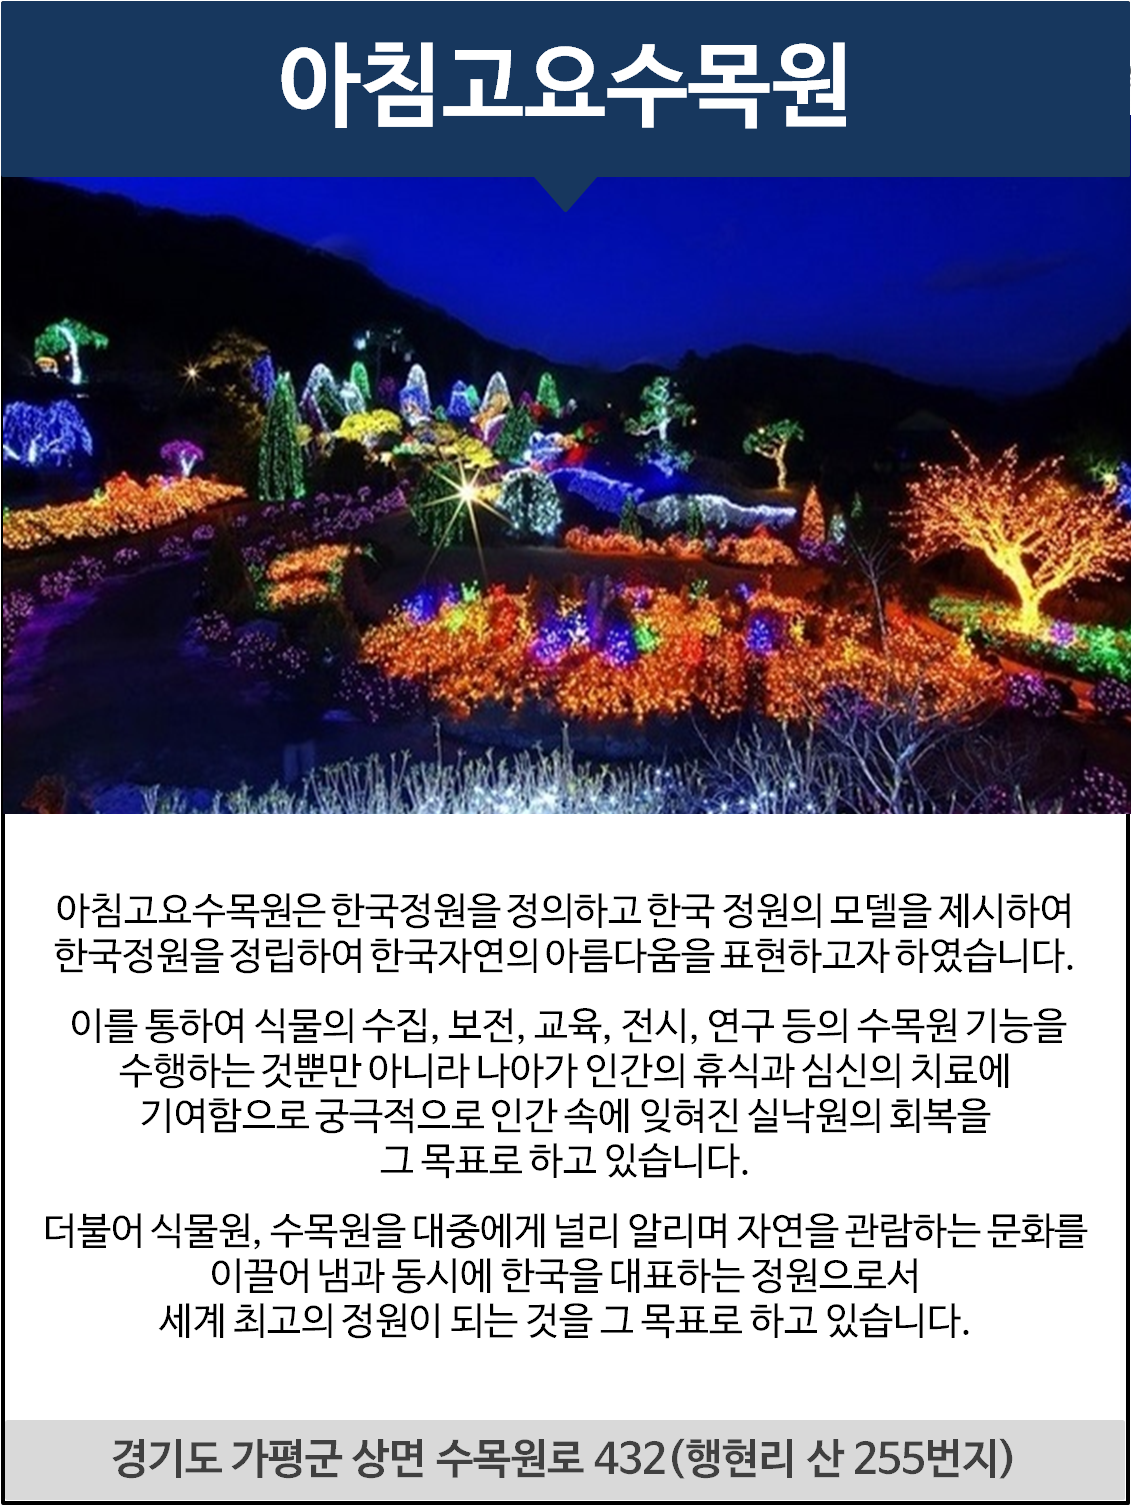 아침고요수목원
아침고요수목원은 한국정원을 정의하고 한국 정원의 모델을 제시하여
한국정원을 정립하여 한국자연의 아름다움을 표현하고자 하였습니다.
이를 통하여 식물의 수집, 보전, 교육, 전시, 연구 등의 수목원 기능을
수행하는 것뿐만 아니라 나아가 인간의 휴식과 심신의 치료에
기여함으로 궁극적으로 인간 속에 잊혀진 실낙원의 회복을
그 목표로 하고 있습니다.
더불어 식물원, 수목원을 대중에게 널리 알리며 자연을 관람하는 문화를
이끌어 냄과 동시에 한국을 대표하는 정원으로서
세계 최고의 정원이 되는 것을 그 목표로 하고 있습니다.
경기도 가평군 상면 수목원로 432(행현리 산 255번지)